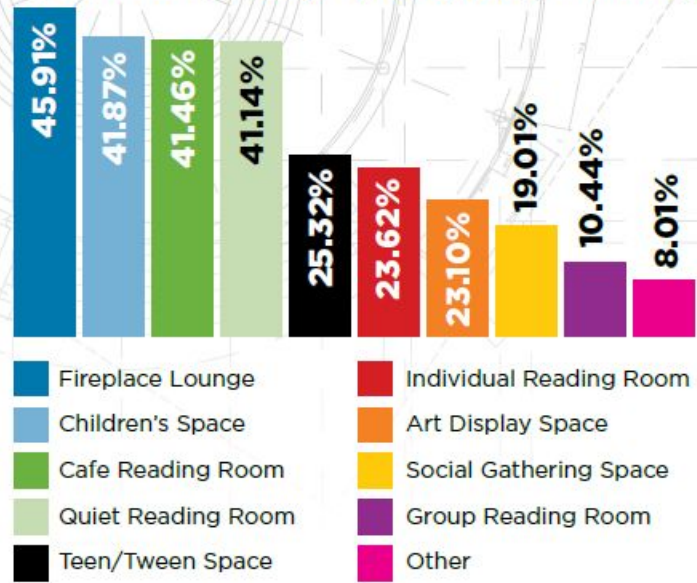 45.91%
41.87%
41.46%
41.14%
25.32%
23.62%
23.10%
19.01%
10.44%
8.01%
Fireplace Lounge
Children's Space
Cafe Reading Room
Quiet Reading Room
Teen/Tween Space
Individual Reading Room
Art Display Space
Social Gathering Space
Group Reading Room
Other